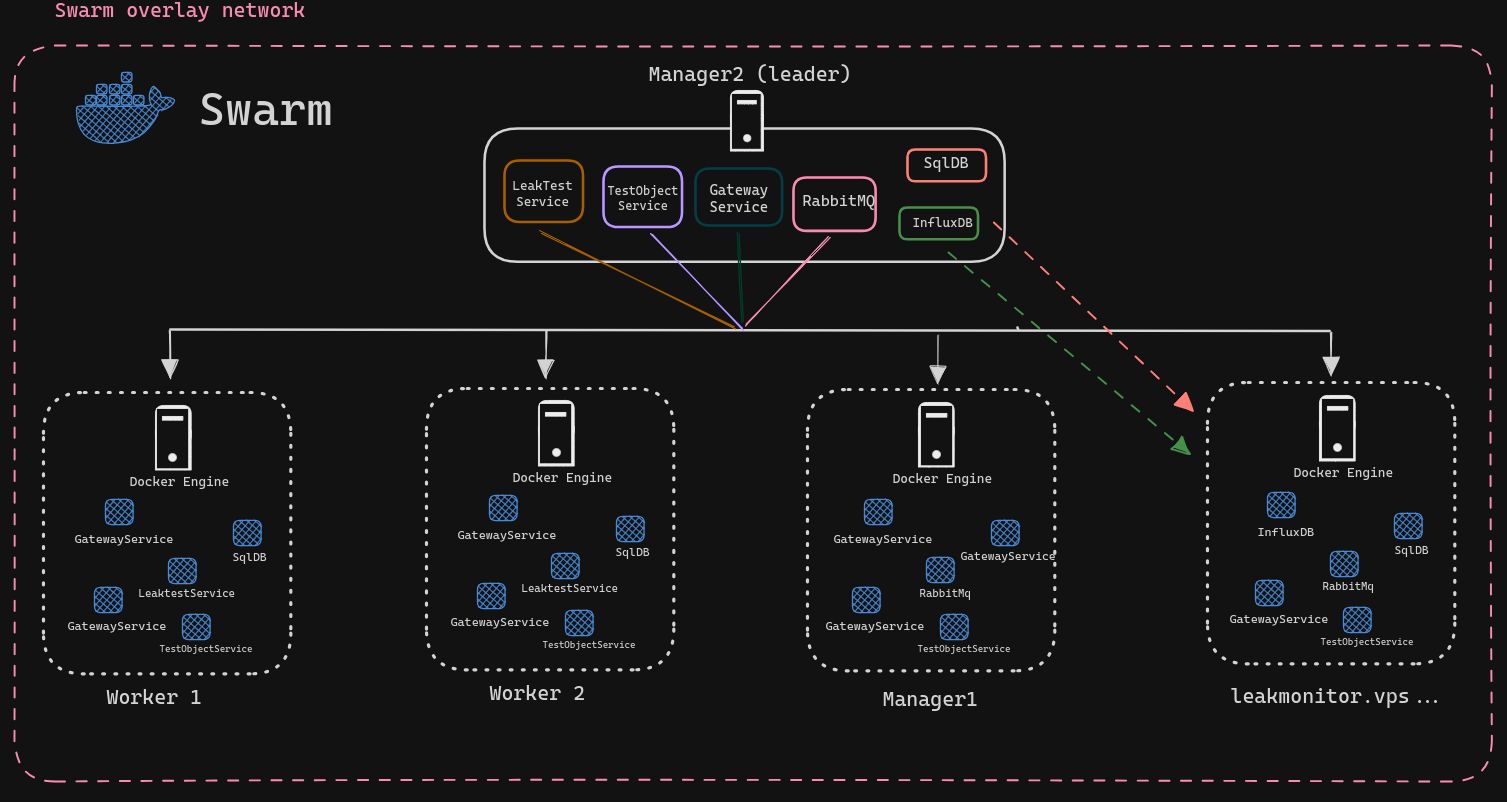 Swarm overlay network
Swarm
Manager2 (leader)
LeakTest
Service
TestObject
Service
Gateway
Service
RabbitMQ
SqlDB
InfluxDB
Docker Engine
GatewayService
SqlDB
LeaktestService
GatewayService
TestObjectService
Worker 1
Docker Engine
GatewayService
SqlDB
LeaktestService
GatewayService
TestObjectService
Worker 2
Docker Engine
GatewayService
GatewayService
RabbitMq
GatewayService
TestObjectService
Manager1
Docker Engine
InfluxDB
SqlDB
RabbitMq
GatewayService
TestObjectService
leakmonitor.vps...